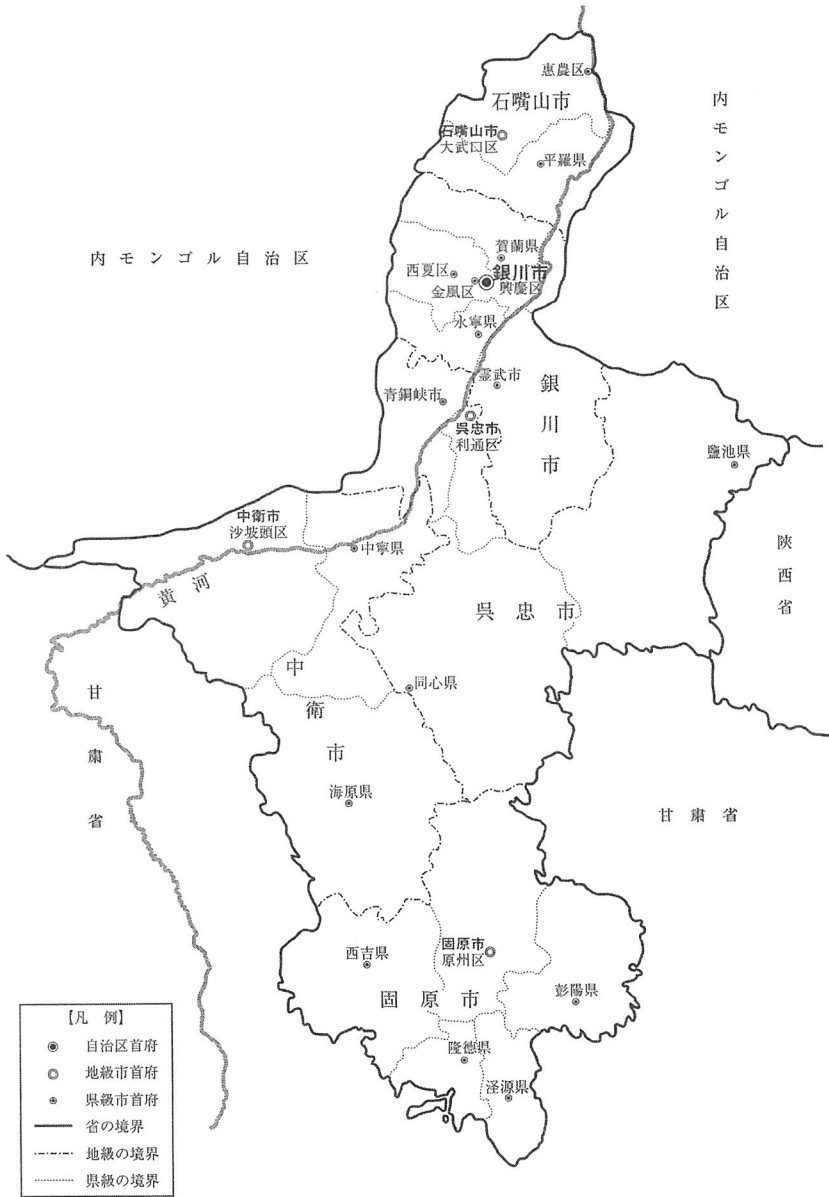 惠農区
石嘴山市
石嘴山市
大武口区
平羅県
内モンゴル自治区
内モンゴル自治区
賀蘭県
西夏区
銀川市
金風区
興慶区
永寧県
霊武市
青銅峡市
銀川市
呉忠市
利通区
鹽池県
中衛市
沙坡頭区
中寧県
陝西省
黄河
呉忠市
中衛市
同心県
甘粛省
海原県
甘粛省
固原市
原州区
西吉県
彭陽県
固原市
隆德県
泾源県
【凡 例】
自治区首府
地級市首府
県級市首府
省の境界
地級の境界
県級の境界